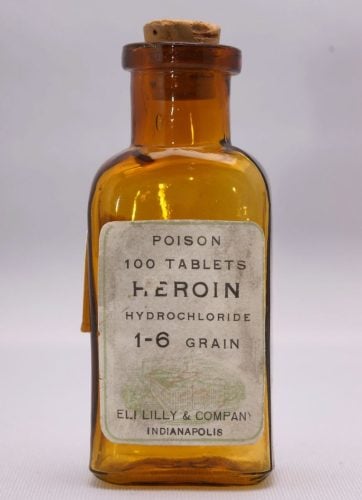 POISON
100 TABLETS
HEROIN
HYDROCHLORIDE
1-6 GRAIN
ELI LILLY & COMPANY
INDIANAPOLIS